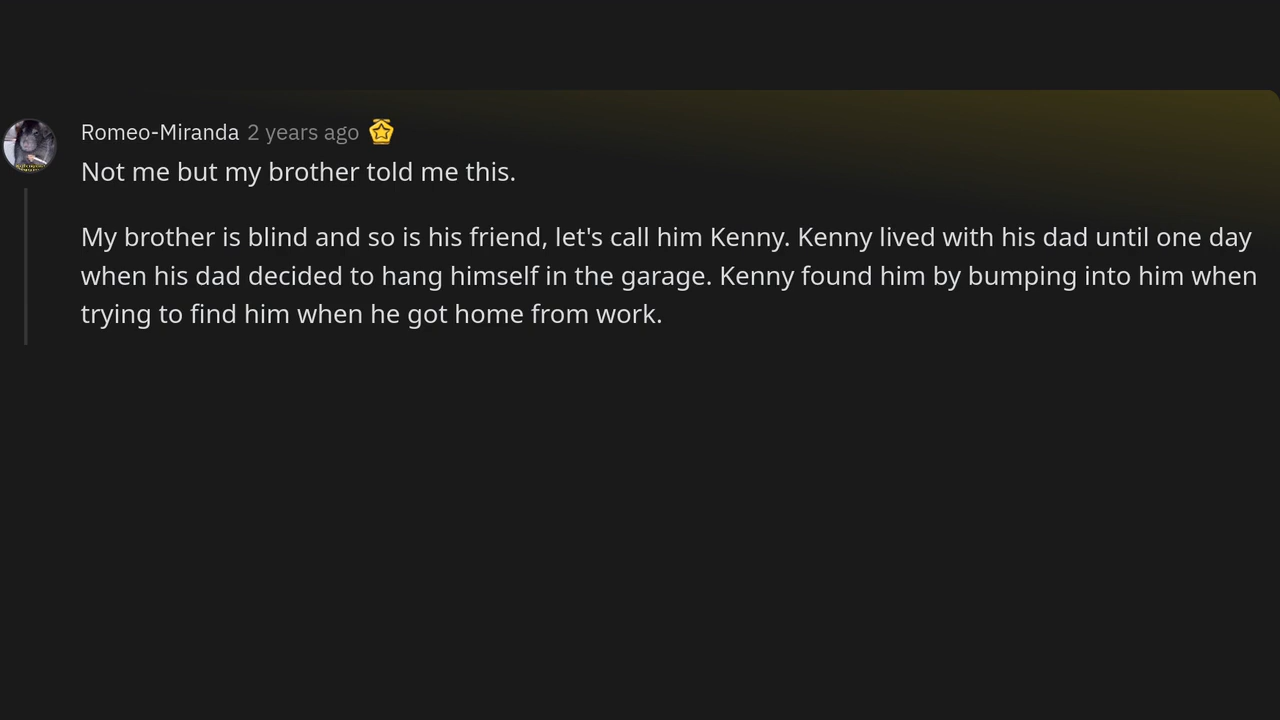 Romeo-Miranda 2 years ago
Not me but my brother told me this.
My brother is blind and so is his friend, let's call him Kenny. Kenny lived with his dad until one day
when his dad decided to hang himself in the garage. Kenny found him by bumping into him when
trying to find him when he got home from work.